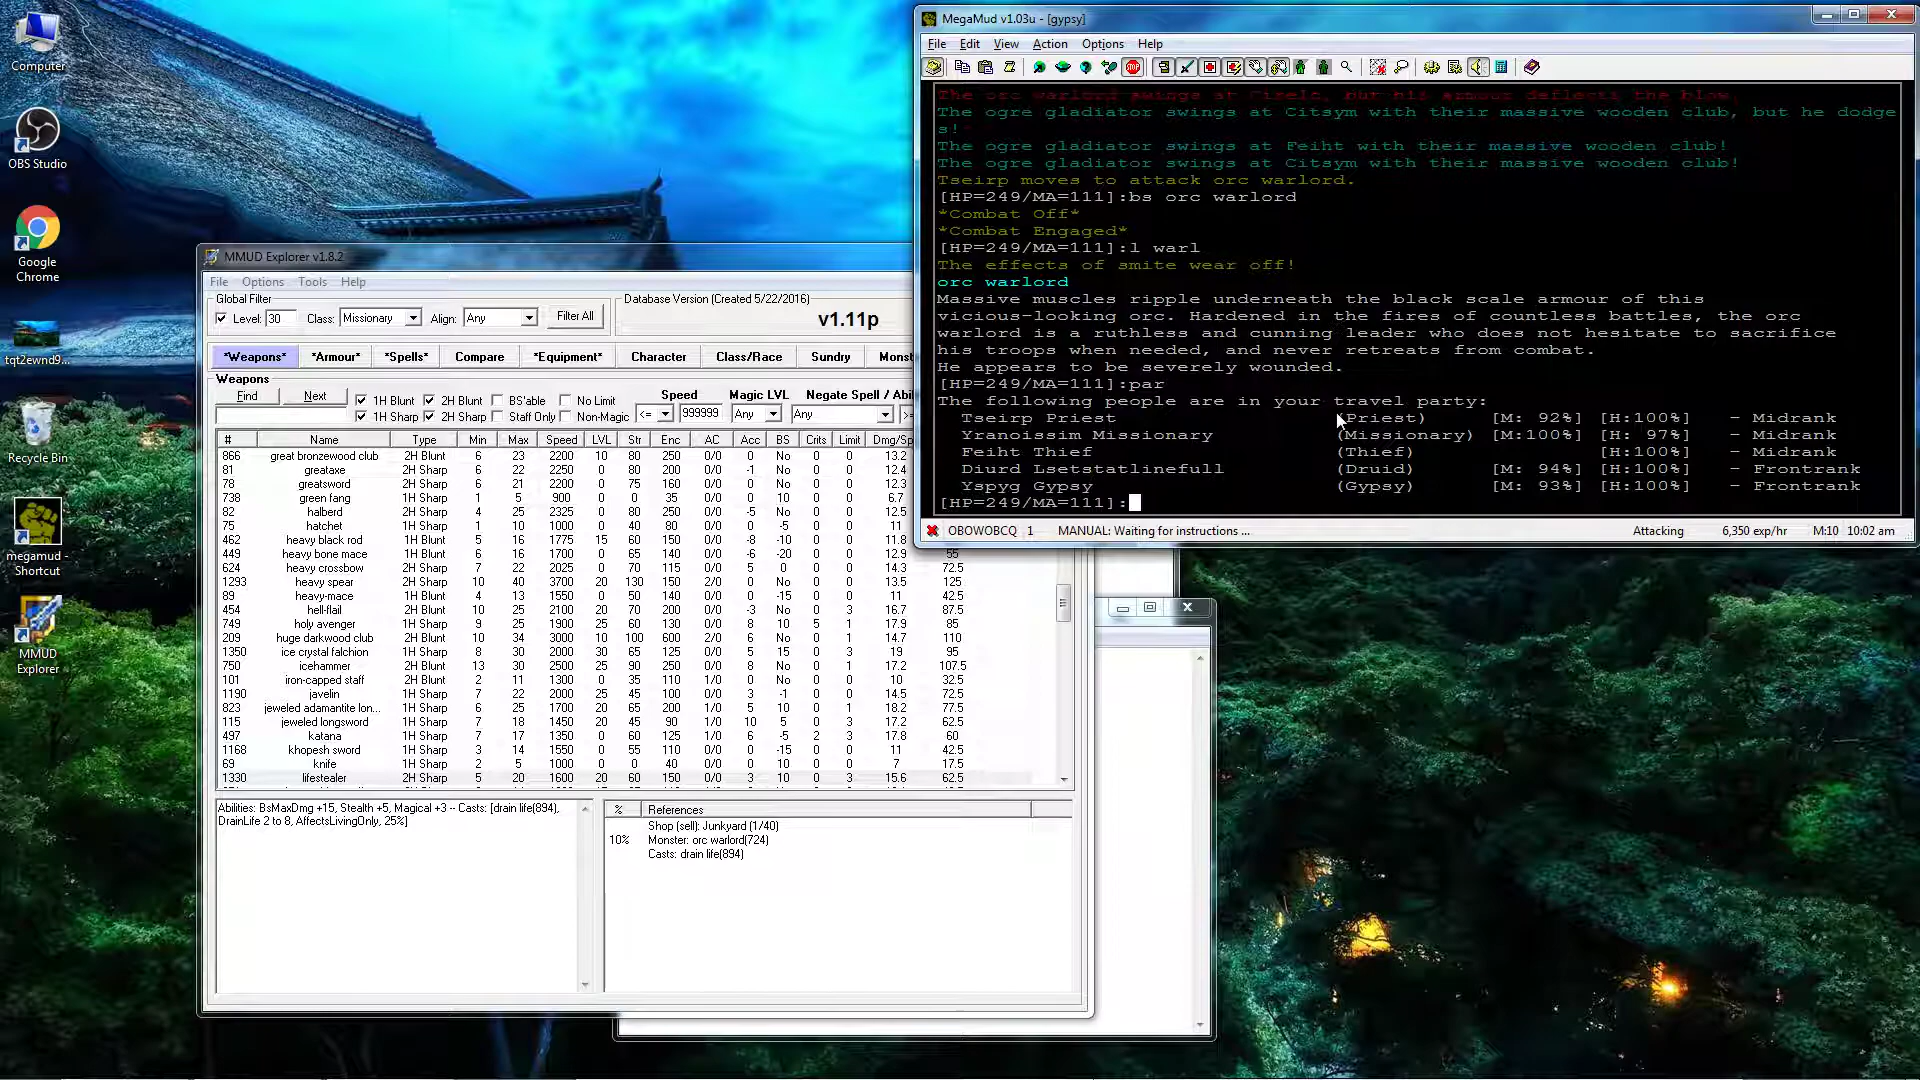 Computer
OBS Studio
Google
Chrome
tqt2ewnd9...
Recycle Bin
megamud -
Shortcut
MMUD
Explorer
MegaMud v1.03u - [gypsy]
File Edit View Action Options Help
The ogre gladiator swings at Citsym with their massive wooden club, but he dodge
s!
The ogre gladiator swings at Feiht with their massive wooden club!
The ogre gladiator swings at Citsym with their massive wooden club!
Tseirp moves to attack orc warlord.
[HP=249/MA=111]:bs orc warlord
*Combat Off*
*Combat Engaged*
[HP=249/MA=111]:l warl
The effects of smite wear off!
orc warlord
Massive muscles ripple underneath the black scale armour of this
vicious-looking orc. Hardened in the fires of countless battles, the orc
warlord is a ruthless and cunning leader who does not hesitate to sacrifice
his troops when needed, and never retreats from combat.
He appears to be severely wounded.
[HP=249/MA=111]:par
The following people are in your travel party:
Tseirp Priest (Priest) [M: 92%] [H:100%] - Midrank
Yranoissim Missionary (Missionary) [M:100%] [H: 97%] - Midrank
Feiht Thief (Thief) [H:100%] - Midrank
Diurd Lsetstatlinefull (Druid) [M: 94%] [H:100%] - Frontrank
Yspyg Gypsy (Gypsy) [M: 93%] [H:100%] - Frontrank
[HP=249/MA=111]:
OBOWOBCQ 1 MANUAL: Waiting for instructions ... Attacking 6,350 exp/hr M:10 10:02 am
MMUD Explorer v1.8.2
File Options Tools Help
Global Filter
Level: 30 Class: Missionary Align: Any Filter All
Database Version (Created 5/22/2016)
v1.11p
*Weapons* *Armour* *Spells* Compare *Equipment* Character Class/Race Sundry Monst
Weapons
Find Next 1H Blunt 2H Blunt BS'able No Limit Speed Magic LVL Negate Spell / Abili
1H Sharp 2H Sharp Staff Only Non-Magic <= 999999 Any Any >=
# Name Type Min Max Speed LVL Str Enc AC Acc BS Crits Limit Dmg/Sp
866 great bronzewood club 2H Blunt 6 23 2200 10 80 250 0/0 0 No 0 0 13.2
81 greataxe 2H Sharp 6 22 2250 0 80 200 0/0 -1 No 0 0 12.4
78 greatsword 2H Sharp 6 21 2200 0 75 160 0/0 0 No 0 0 12.3
738 green fang 1H Sharp 1 5 900 0 0 35 0/0 0 10 0 0 6.7
82 halberd 2H Sharp 4 25 2325 0 80 250 0/0 -5 No 0 0 12.5
75 hatchet 1H Sharp 1 10 1000 0 40 80 0/0 0 -5 0 0 11
462 heavy black rod 1H Blunt 5 16 1775 15 60 150 0/0 -8 -10 0 0 11.8
449 heavy bone mace 1H Blunt 6 16 1700 0 65 140 0/0 -6 -20 0 0 12.9 55
624 heavy crossbow 2H Sharp 7 22 2025 0 70 115 0/0 5 0 0 0 14.3 72.5
1293 heavy spear 2H Sharp 10 40 3700 20 130 150 2/0 0 No 0 0 13.5 125
89 heavy-mace 1H Blunt 4 13 1550 0 50 140 0/0 0 -15 0 0 11 42.5
454 hell-flail 2H Blunt 10 25 2100 20 70 200 0/0 -3 No 0 3 16.7 87.5
749 holy avenger 1H Sharp 9 25 1900 25 60 130 0/0 8 10 5 1 17.9 85
209 huge darkwood club 2H Blunt 10 34 3000 10 100 600 2/0 6 No 0 0 14.7 110
1350 ice crystal falchion 1H Sharp 8 30 2000 30 65 125 0/0 5 15 0 3 19 95
750 icehammer 2H Blunt 13 30 2500 25 90 250 0/0 8 No 0 1 17.2 107.5
101 iron-capped staff 2H Blunt 2 11 1300 0 35 110 1/0 0 No 0 0 10 32.5
1190 javelin 1H Sharp 7 22 2000 25 45 100 0/0 7 -1 0 0 14.5 72.5
823 jeweled adamantite lon... 1H Sharp 6 25 1700 20 65 200 1/0 5 10 0 1 18.2 77.5
115 jeweled longsword 1H Sharp 7 18 1450 20 45 90 1/0 10 5 0 3 17.2 62.5
497 katana 1H Sharp 7 17 1350 0 60 125 1/0 6 -5 2 0 17.8 60
1168 khopesh sword 1H Sharp 3 14 1550 0 55 110 0/0 0 -15 0 0 11 42.5
69 knife 1H Sharp 2 5 1000 0 0 40 0/0 0 10 0 0 7 17.5
1330 lifestealer 2H Sharp 5 20 1600 20 60 150 0/0 3 10 0 3 15.6 62.5
Abilities: BsMaxDmg +15, Stealth +5, Magical +3 -- Casts: [drain life(894),
DrainLife 2 to 8, AffectsLivingOnly, 25%]
% References
Shop (sell): Junkyard (1/40)
10% Monster: orc warlord(724)
Casts: drain life(894)